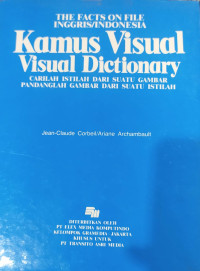 THE FACTS ON FILE
INGGRIS/INDONESIA
Kamus Visual
Visual Dictionary
CARILAH ISTILAH DARI SUATU GAMBAR
PANDANGLAH GAMBAR DARI SUATU ISTILAH
Jean-Claude Corbeil/Ariane Archambault
DITERBITKAN OLEH
PT ELEX MEDIA KOMPUTINDO
KELOMPOK GRAMEDIA JAKARTA
KHUSUS UNTUK
PT TRANSITO ASRI MEDIA